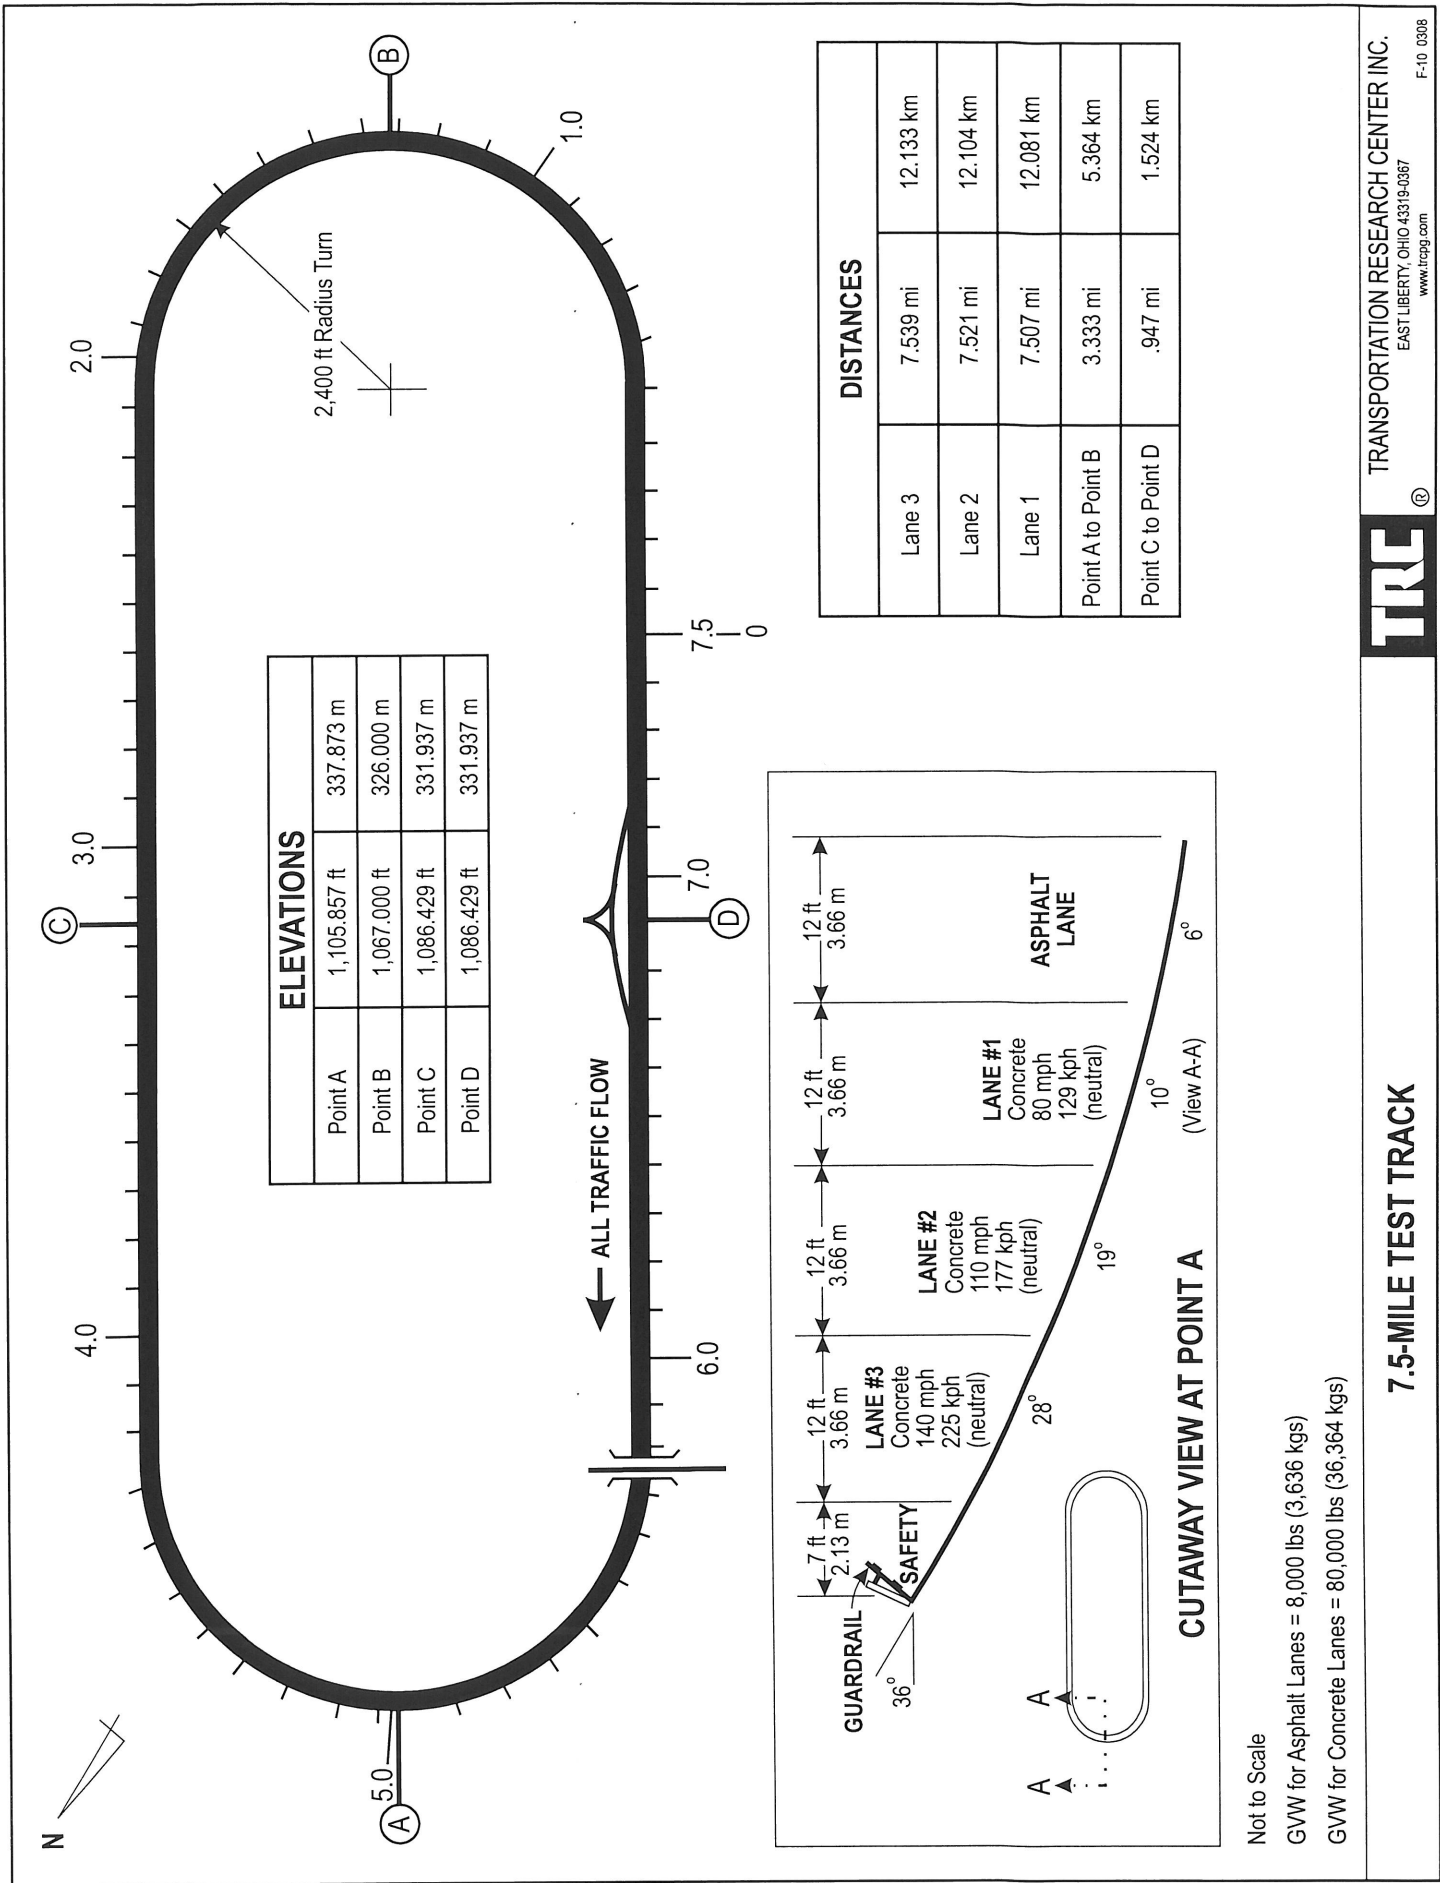 N
A
5.0
4.0
C
3.0
2.0
2,400 ft Radius Turn
B
1.0
7.5
0
7.0
D
6.0
ALL TRAFFIC FLOW
ELEVATIONS
Point A 1,105.857 ft 337.873 m
Point B 1,067.000 ft 326.000 m
Point C 1,086.429 ft 331.937 m
Point D 1,086.429 ft 331.937 m
GUARDRAIL
36°
7 ft
2.13 m
SAFETY
12 ft
3.66 m
LANE #3
Concrete
140 mph
225 kph
(neutral)
28°
12 ft
3.66 m
LANE #2
Concrete
110 mph
177 kph
(neutral)
19°
12 ft
3.66 m
LANE #1
Concrete
80 mph
129 kph
(neutral)
10°
(View A-A)
12 ft
3.66 m
ASPHALT
LANE
6°
A
A
CUTAWAY VIEW AT POINT A
DISTANCES
Lane 3 7.539 mi 12.133 km
Lane 2 7.521 mi 12.104 km
Lane 1 7.507 mi 12.081 km
Point A to Point B 3.333 mi 5.364 km
Point C to Point D .947 mi 1.524 km
Not to Scale
GVW for Asphalt Lanes = 8,000 lbs (3,636 kgs)
GVW for Concrete Lanes = 80,000 lbs (36,364 kgs)
7.5-MILE TEST TRACK
TRC ®
TRANSPORTATION RESEARCH CENTER INC.
EAST LIBERTY, OHIO 43319-0367
www.trcpg.com
F-10 0308